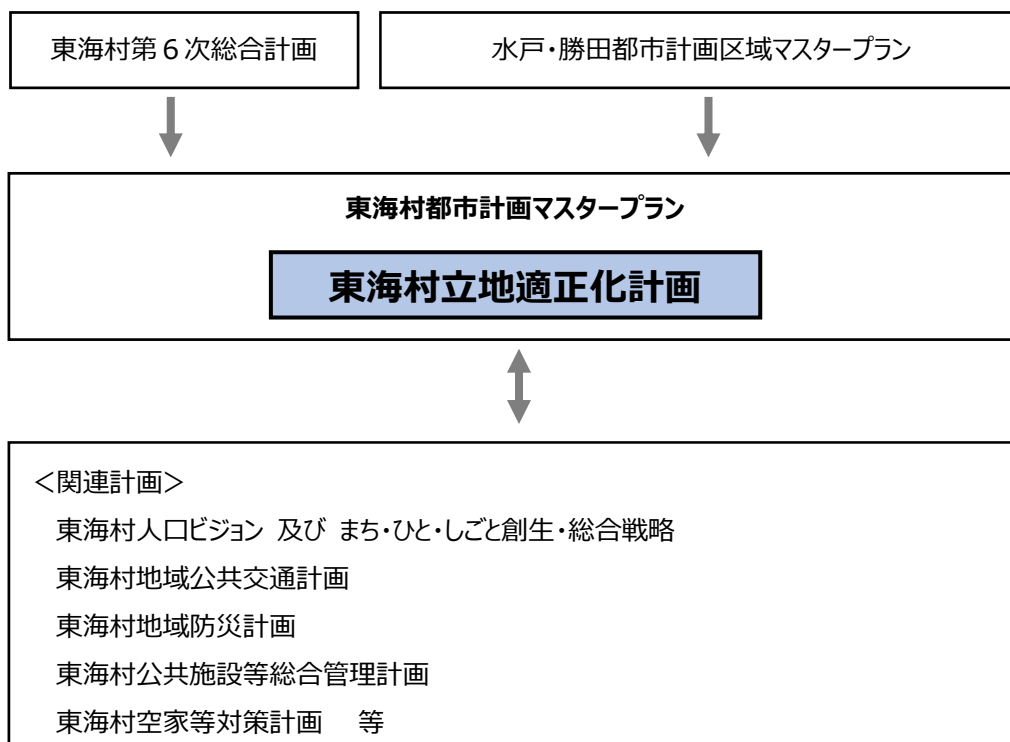 東海村第６次総合計画
水戸・勝田都市計画区域マスタープラン
東海村都市計画マスタープラン
東海村立地適正化計画
＜関連計画＞
東海村人口ビジョン 及び まち・ひと・しごと創生・総合戦略
東海村地域公共交通計画
東海村地域防災計画
東海村公共施設等総合管理計画
東海村空家等対策計画　等